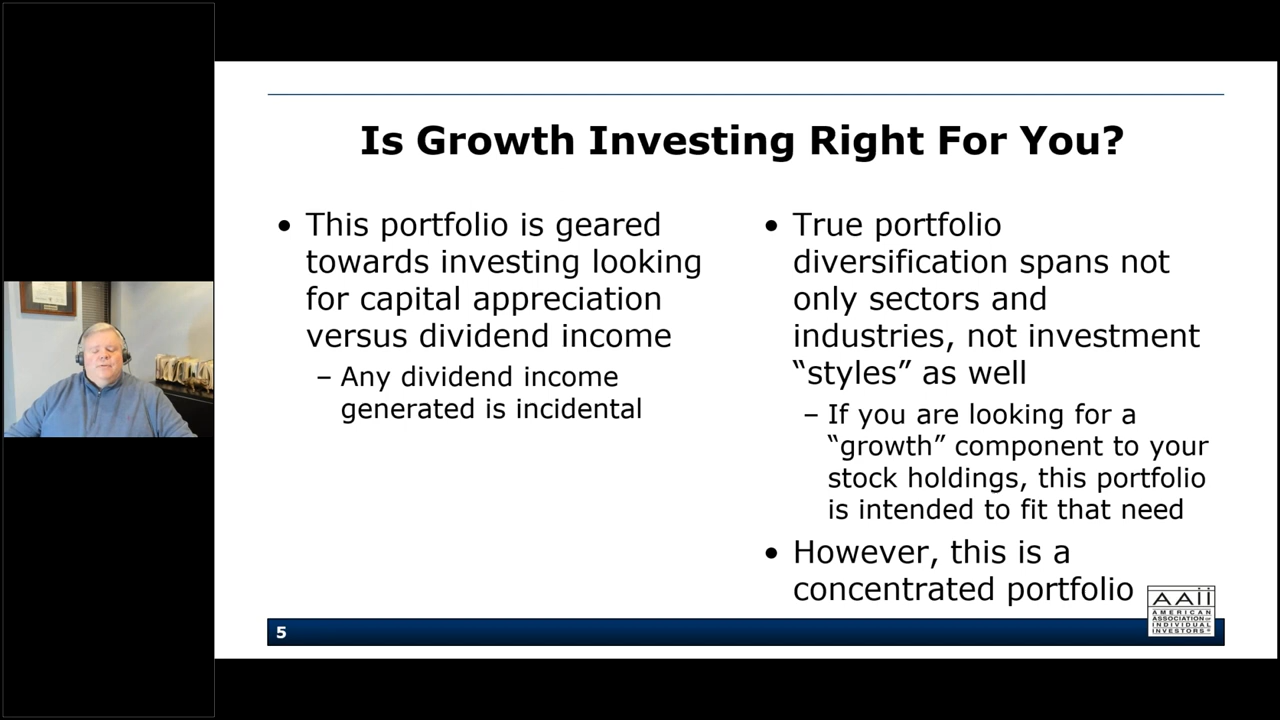 Is Growth Investing Right For You?
• This portfolio is geared
towards investing looking
for capital appreciation
versus dividend income
– Any dividend income
generated is incidental
• True portfolio
diversification spans not
only sectors and
industries, not investment
“styles” as well
– If you are looking for a
“growth” component to your
stock holdings, this portfolio
is intended to fit that need
• However, this is a
concentrated portfolio
5
AAII
AMERICAN
ASSOCIATION OF
INDIVIDUAL
INVESTORS®